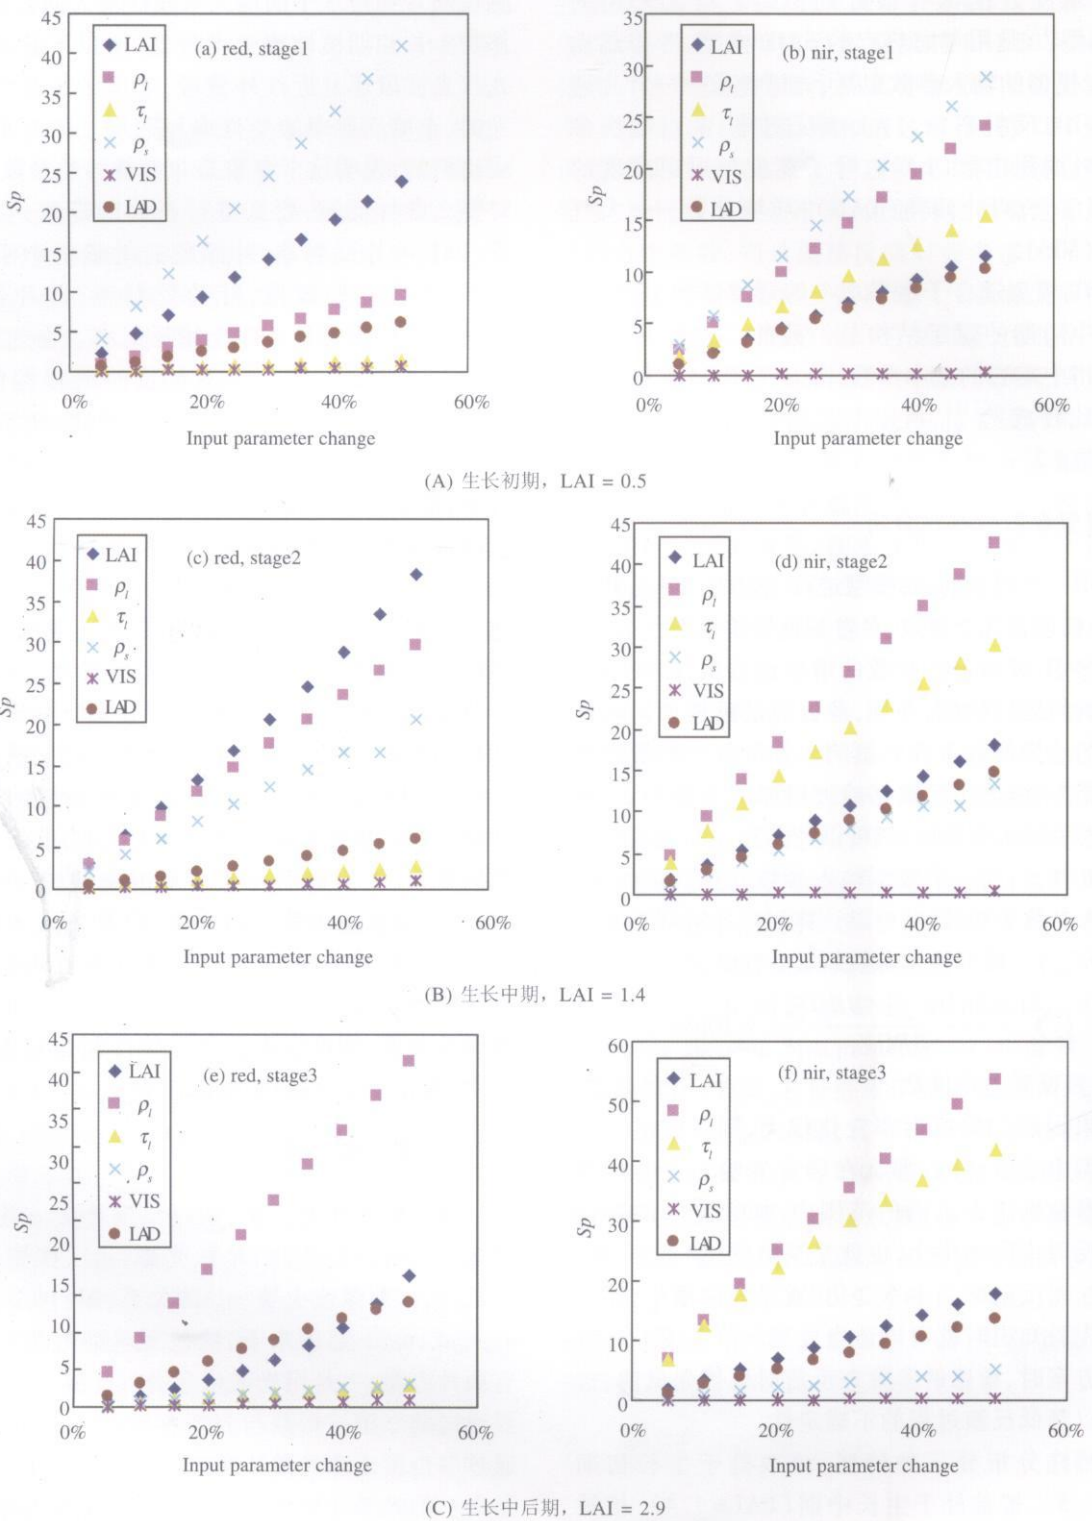 (a) red, stage1
45
40
35
30
25
20
15
10
5
0
Sp
LAI
ρl
τl
ρs
VIS
LAD
0% 20% 40% 60%
Input parameter change
(b) nir, stage1
35
30
25
20
15
10
5
0
Sp
LAI
ρl
τl
ρs
VIS
LAD
0% 20% 40% 60%
Input parameter change
(A) 生长初期，LAI = 0.5
(c) red, stage2
45
40
35
30
25
20
15
10
5
0
Sp
LAI
ρl
τl
ρs
VIS
LAD
0% 20% 40% 60%
Input parameter change
(d) nir, stage2
45
40
35
30
25
20
15
10
5
0
Sp
LAI
ρl
τl
ρs
VIS
LAD
0% 20% 40% 60%
Input parameter change
(B) 生长中期，LAI = 1.4
(e) red, stage3
45
40
35
30
25
20
15
10
5
0
Sp
LAI
ρl
τl
ρs
VIS
LAD
0% 20% 40% 60%
Input parameter change
(f) nir, stage3
60
50
40
30
20
10
0
Sp
LAI
ρl
τl
ρs
VIS
LAD
0% 20% 40% 60%
Input parameter change
(C) 生长中后期，LAI = 2.9